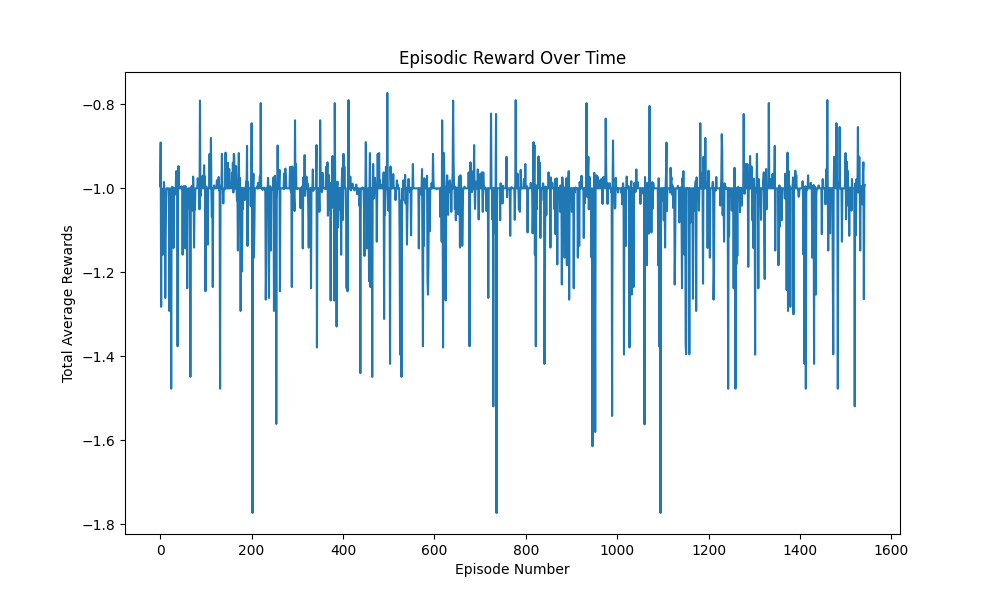 Episodic Reward Over Time
Total Average Rewards
−0.8
−1.0
−1.2
−1.4
−1.6
−1.8
0 200 400 600 800 1000 1200 1400 1600
Episode Number